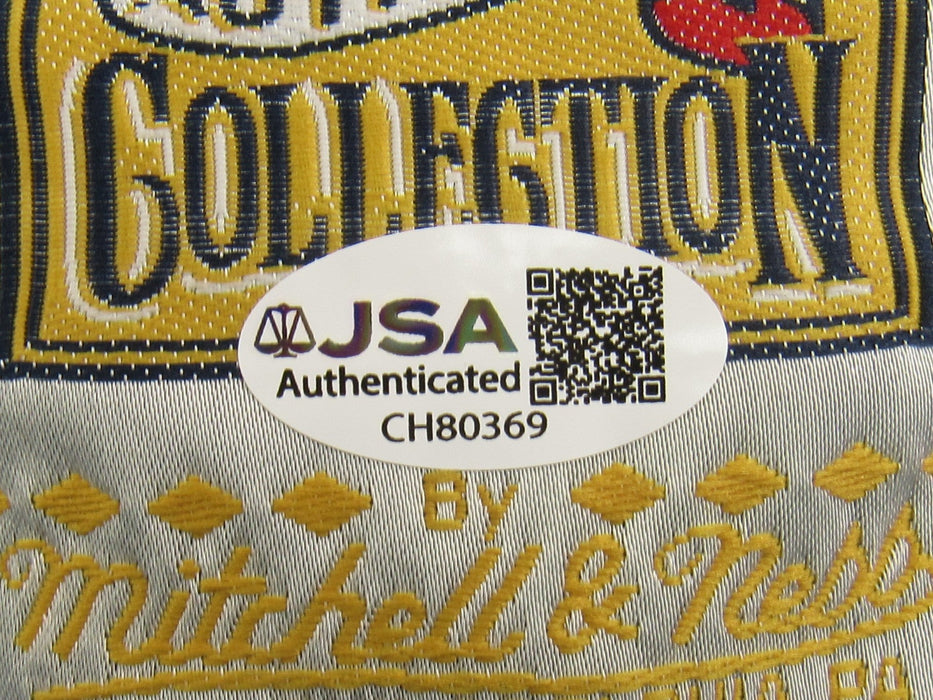 COLLECTION
JSA
Authenticated
CH80369
By
Mitchell & Ness